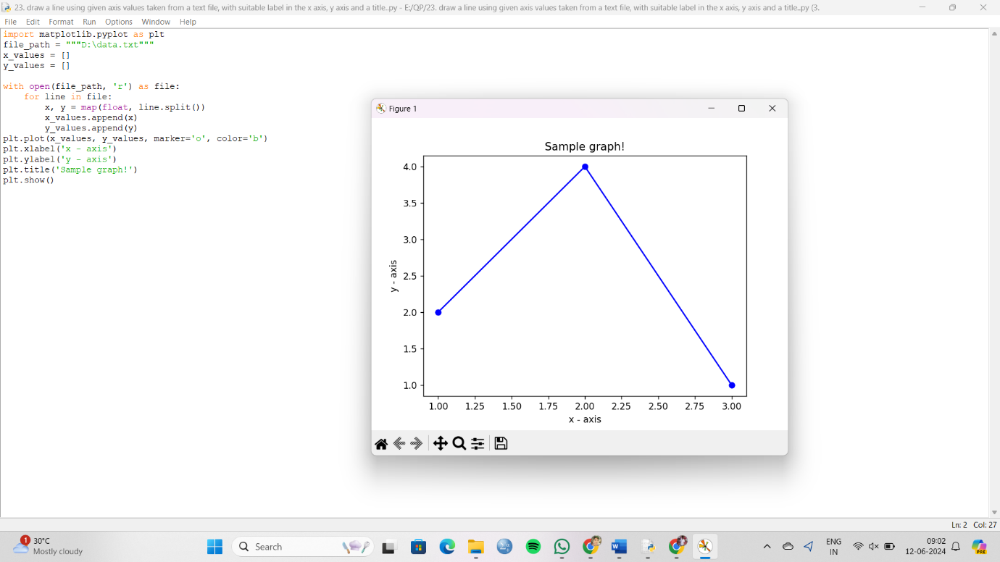 23. draw a line using given axis values taken from a text file, with suitable label in the x axis, y axis and a title..py - E:/QP/23. draw a line using given axis values taken from a text file, with suitable label in the x axis, y axis and a title..py (3.
File Edit Format Run Options Window Help
import matplotlib.pyplot as plt
file_path = """D:\data.txt"""
x_values = []
y_values = []
with open(file_path, 'r') as file:
    for line in file:
        x, y = map(float, line.split())
        x_values.append(x)
        y_values.append(y)
plt.plot(x_values, y_values, marker='o', color='b')
plt.xlabel('x - axis')
plt.ylabel('y - axis')
plt.title('Sample graph!')
plt.show()
Figure 1
Sample graph!
4.0
3.5
3.0
2.5
2.0
1.5
1.0
y - axis
1.00 1.25 1.50 1.75 2.00 2.25 2.50 2.75 3.00
x - axis
Ln: 2 Col: 27
1
30°C
Mostly cloudy
Search
W
ENG
IN
09:02
12-06-2024
PRE